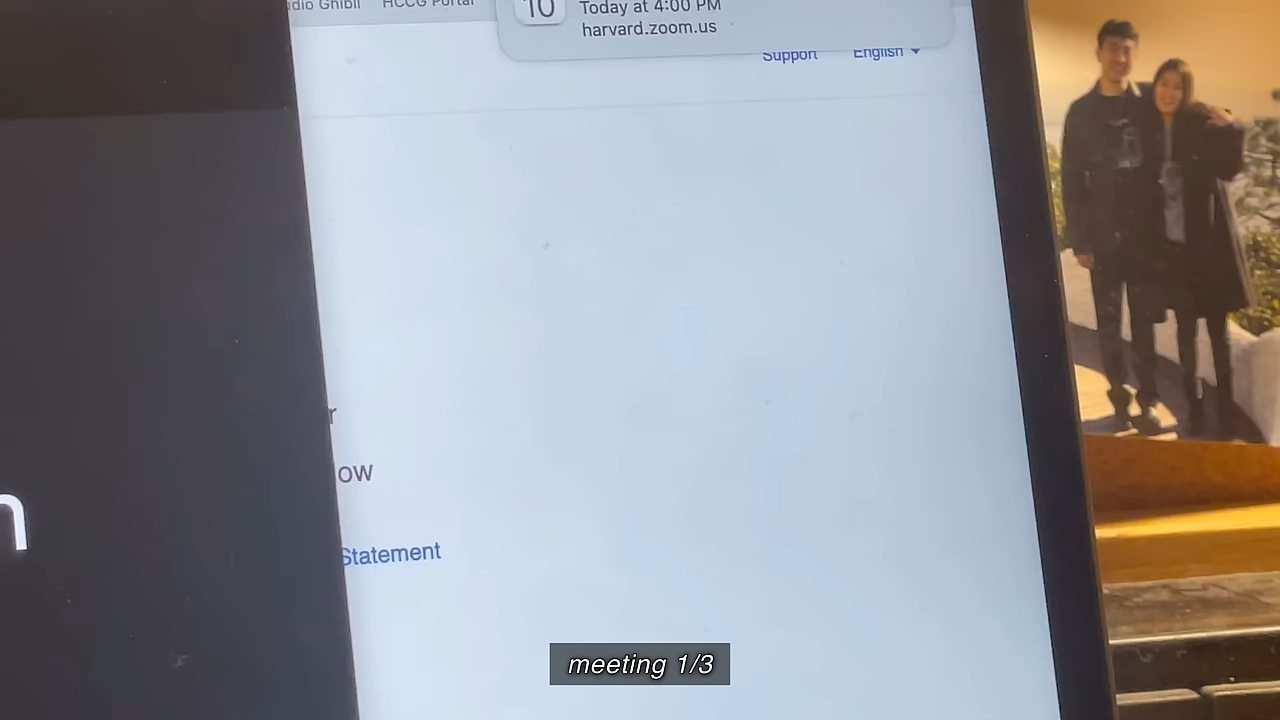 dio Ghibli HCCG Portal
10
Today at 4:00 PM
harvard.zoom.us
Support English
r
ow
n
Statement
meeting 1/3